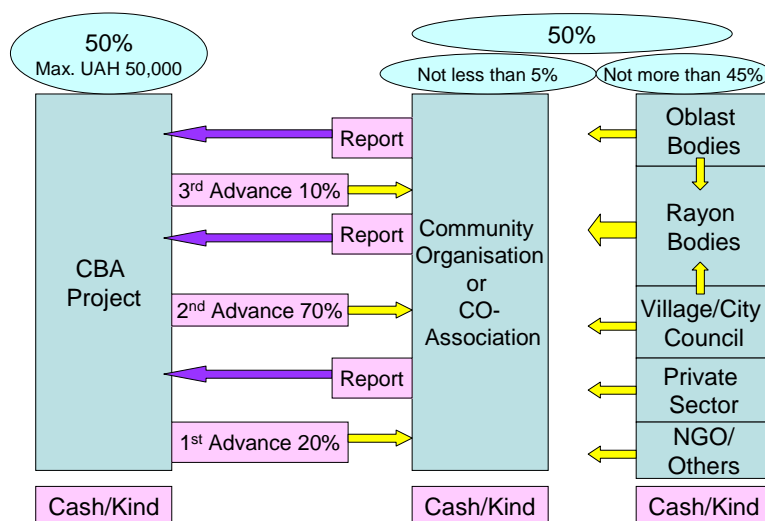 50%
Max. UAH 50,000
50%
Not less than 5%
Not more than 45%
CBA
Project
Report
3rd Advance 10%
Report
2nd Advance 70%
Report
1st Advance 20%
Community
Organisation
or
CO-
Association
Oblast
Bodies
Rayon
Bodies
Village/City
Council
Private
Sector
NGO/
Others
Cash/Kind
Cash/Kind
Cash/Kind